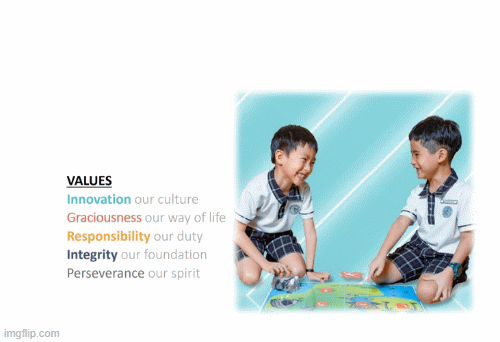 VALUES
Innovation our culture
Graciousness our way of life
Responsibility our duty
Integrity our foundation
Perseverance our spirit
imgflip.com